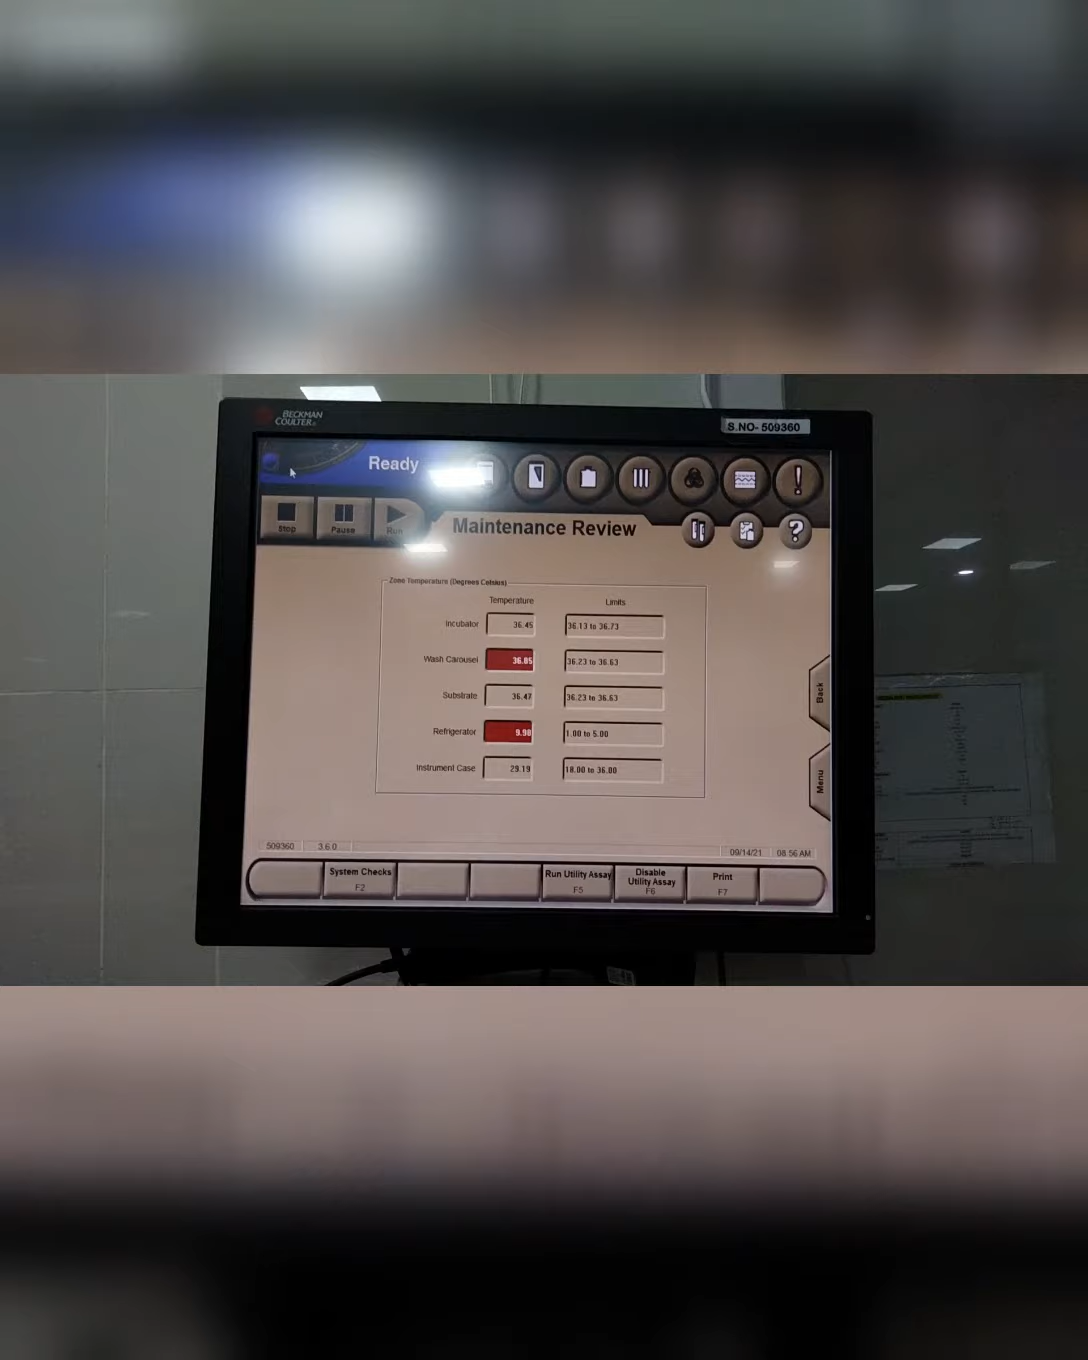 BECKMAN
COULTER
S.NO- 509360
Ready
Stop
Pause
Run
Maintenance Review
?
Zone Temperature (Degrees Celsius)
Temperature
Limits
Incubator
36.45
36.13 to 36.73
Wash Carousel
36.85
36.23 to 36.63
Substrate
36.47
36.23 to 36.63
Refrigerator
9.90
1.00 to 5.00
Instrument Case
29.19
18.00 to 36.00
Back
Menu
509360
3.6.0
09/14/21
08:56 AM
System Checks
F2
Run Utility Assay
F5
Disable
Utility Assay
F6
Print
F7